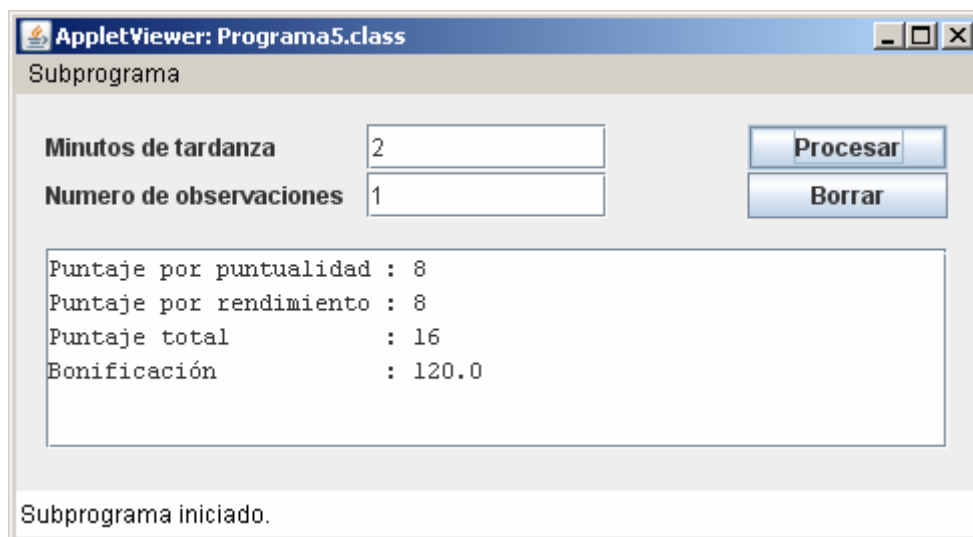 AppletViewer: Programa5.class
Subprograma
Minutos de tardanza 2 Procesar
Numero de observaciones 1 Borrar
Puntaje por puntualidad : 8
Puntaje por rendimiento : 8
Puntaje total : 16
Bonificación : 120.0
Subprograma iniciado.